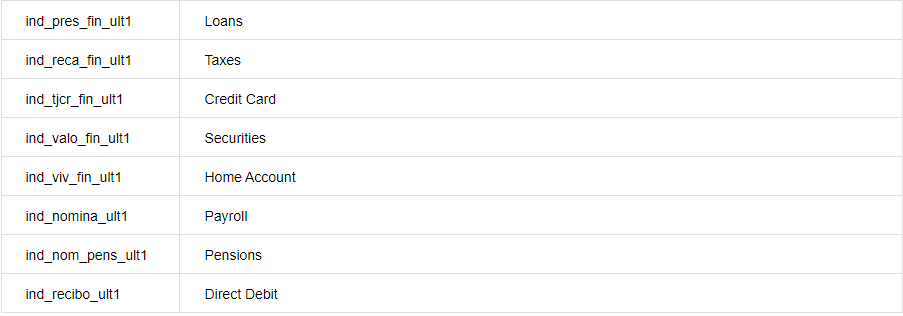 ind_pres_fin_ult1 Loans
ind_reca_fin_ult1 Taxes
ind_tjcr_fin_ult1 Credit Card
ind_valo_fin_ult1 Securities
ind_viv_fin_ult1 Home Account
ind_nomina_ult1 Payroll
ind_nom_pens_ult1 Pensions
ind_recibo_ult1 Direct Debit